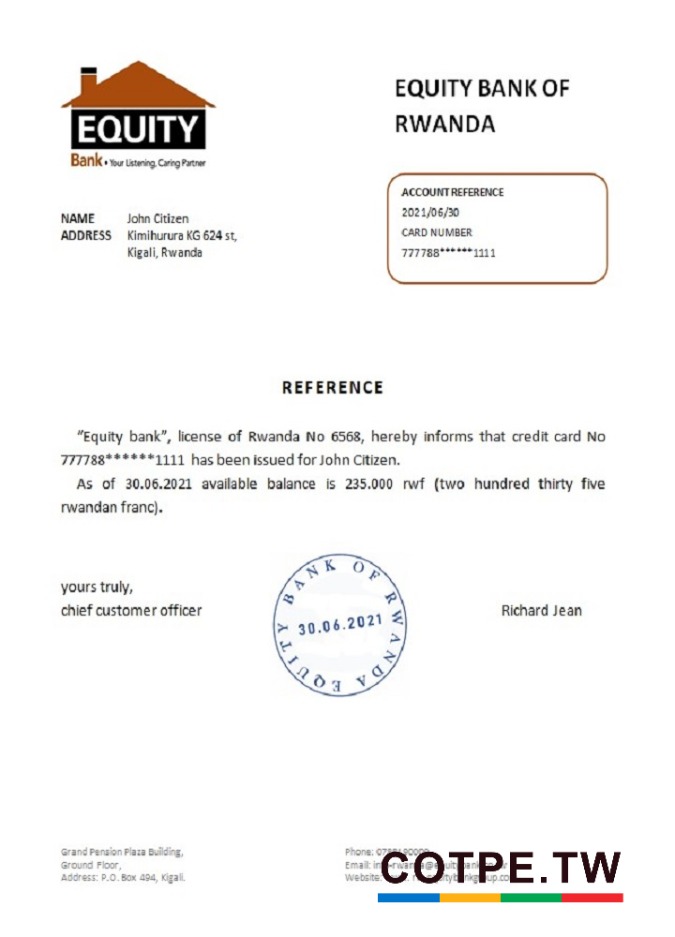 EQUITY
Bank • Your Listening, Caring Partner
EQUITY BANK OF
RWANDA
NAME John Citizen
ADDRESS Kimihurura KG 624 st,
Kigali, Rwanda
ACCOUNT REFERENCE
2021/06/30
CARD NUMBER
777788******1111
REFERENCE
“Equity bank”, license of Rwanda No 6568, hereby informs that credit card No
777788******1111 has been issued for John Citizen.
As of 30.06.2021 available balance is 235.000 rwf (two hundred thirty five
rwandan franc).
yours truly,
chief customer officer
EQUITY BANK OF RWANDA
30.06.2021
Richard Jean
Grand Pension Plaza Building,
Ground Floor,
Address: P.O. Box 494, Kigali.
Phone:
Email:
Website:
COTPE.TW